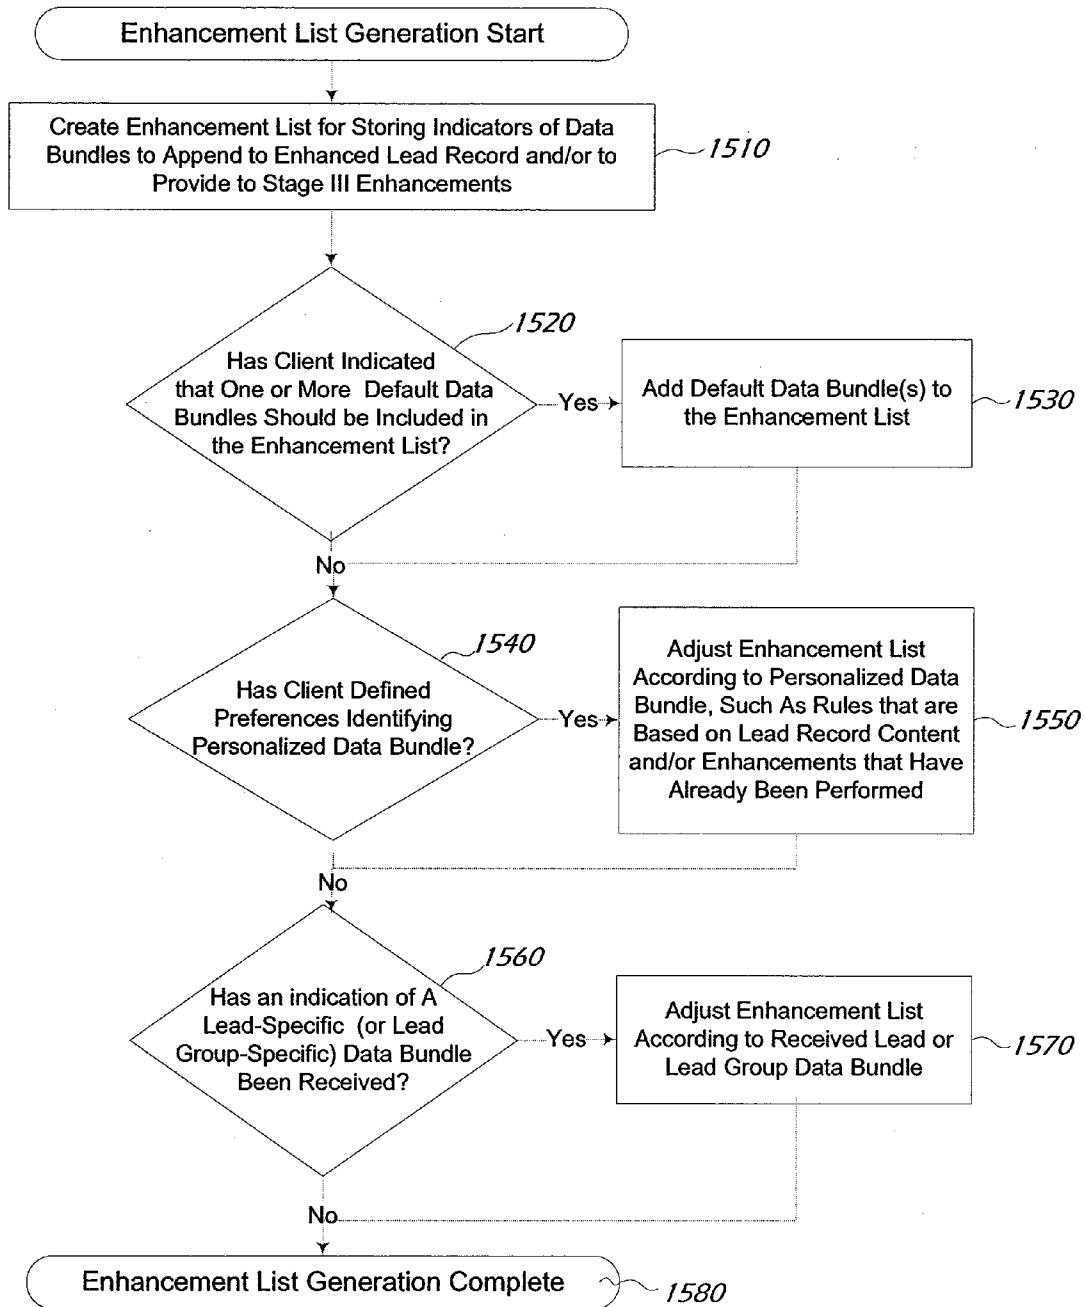 Enhancement List Generation Start
Create Enhancement List for Storing Indicators of Data
Bundles to Append to Enhanced Lead Record and/or to
Provide to Stage III Enhancements
1510
Has Client Indicated
that One or More Default Data
Bundles Should be Included in
the Enhancement List?
1520
Yes
Add Default Data Bundle(s) to
the Enhancement List
1530
No
Has Client Defined
Preferences Identifying
Personalized Data Bundle?
1540
Yes
Adjust Enhancement List
According to Personalized Data
Bundle, Such As Rules that are
Based on Lead Record Content
and/or Enhancements that Have
Already Been Performed
1550
No
Has an indication of A
Lead-Specific (or Lead
Group-Specific) Data Bundle
Been Received?
1560
Yes
Adjust Enhancement List
According to Received Lead or
Lead Group Data Bundle
1570
No
Enhancement List Generation Complete
1580